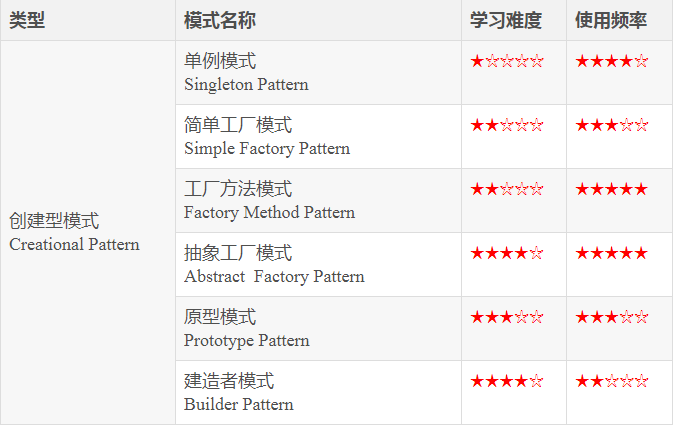 类型 模式名称 学习难度 使用频率
创建型模式
Creational Pattern
单例模式 ★☆☆☆☆ ★★★★☆
Singleton Pattern
简单工厂模式 ★★☆☆☆ ★★★☆☆
Simple Factory Pattern
工厂方法模式 ★★☆☆☆ ★★★★★
Factory Method Pattern
抽象工厂模式 ★★★★☆ ★★★★★
Abstract  Factory Pattern
原型模式 ★★★☆☆ ★★★☆☆
Prototype Pattern
建造者模式 ★★★★☆ ★★☆☆☆
Builder Pattern